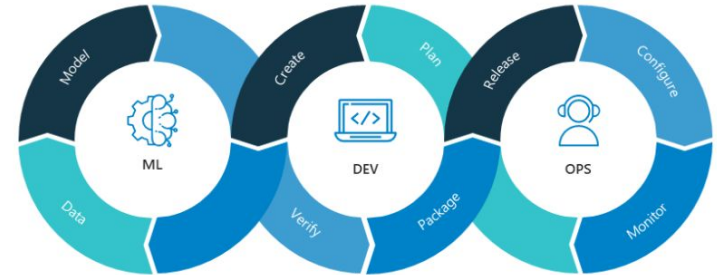 Model
Create
Plan
Release
Configure
</>
ML
DEV
OPS
Data
Verify
Package
Monitor